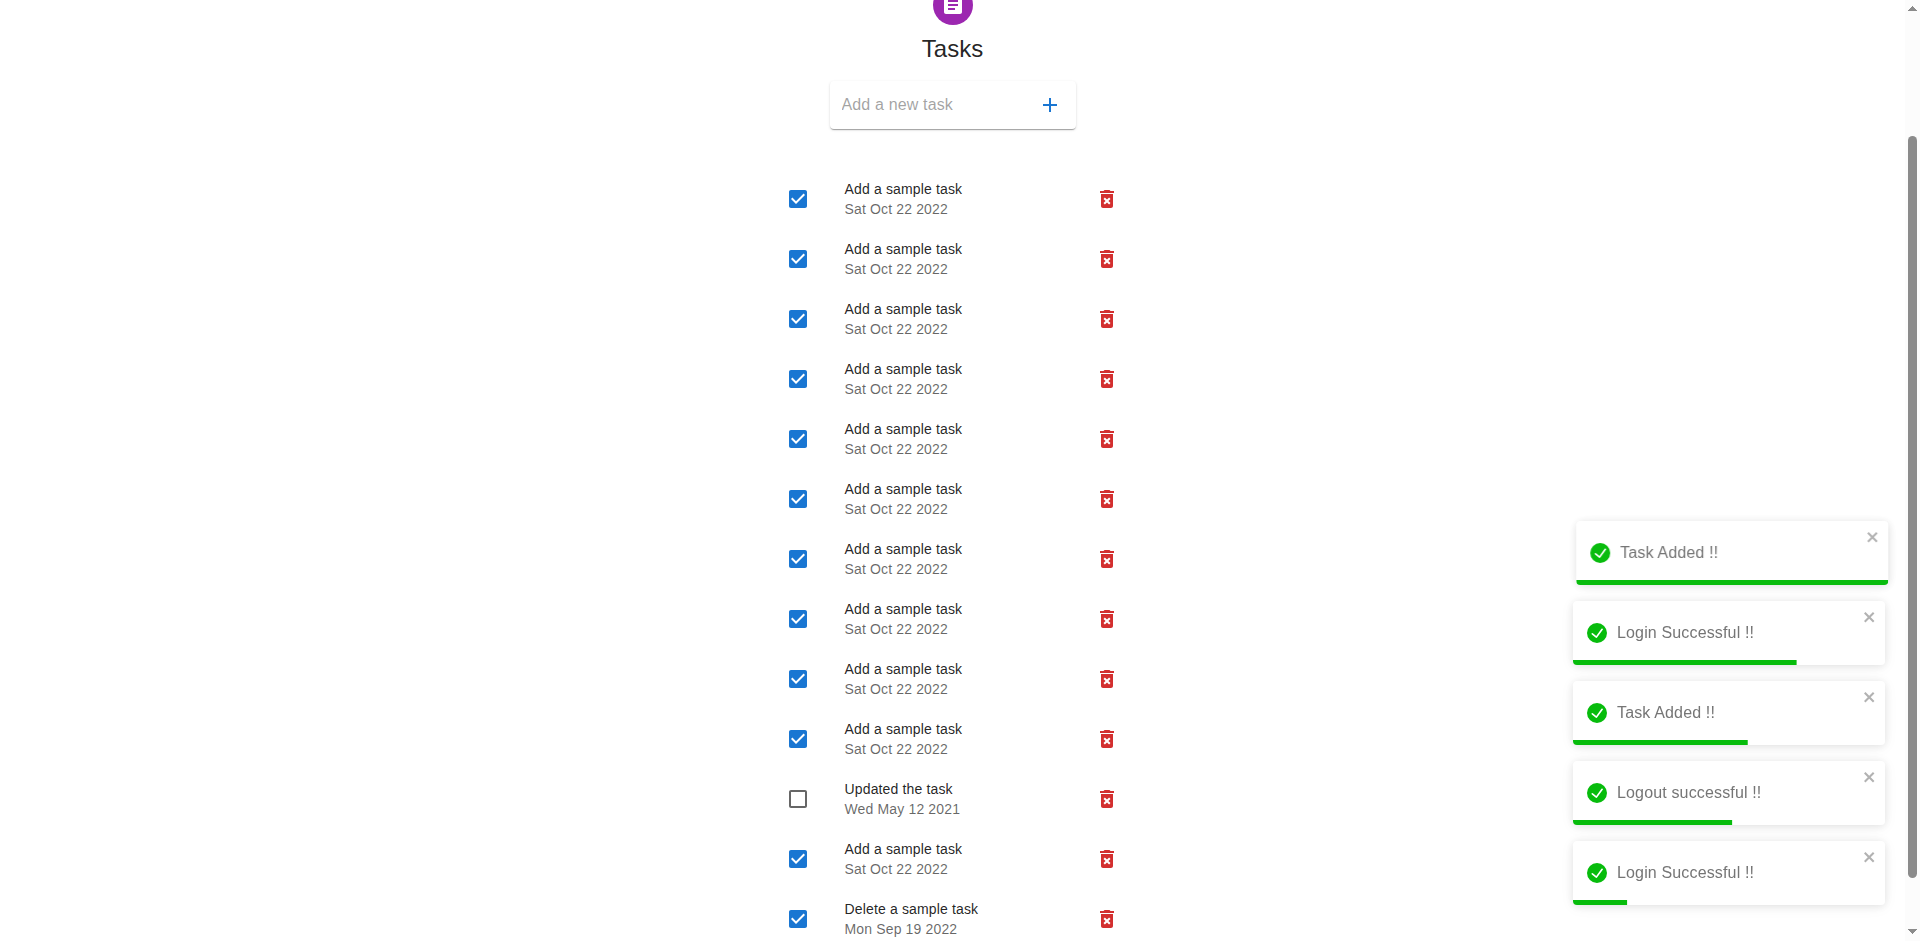 Tasks
Add a new task
Add a sample task
Sat Oct 22 2022
Add a sample task
Sat Oct 22 2022
Add a sample task
Sat Oct 22 2022
Add a sample task
Sat Oct 22 2022
Add a sample task
Sat Oct 22 2022
Add a sample task
Sat Oct 22 2022
Add a sample task
Sat Oct 22 2022
Add a sample task
Sat Oct 22 2022
Add a sample task
Sat Oct 22 2022
Add a sample task
Sat Oct 22 2022
Updated the task
Wed May 12 2021
Add a sample task
Sat Oct 22 2022
Delete a sample task
Mon Sep 19 2022
Task Added !!
Login Successful !!
Task Added !!
Logout successful !!
Login Successful !!